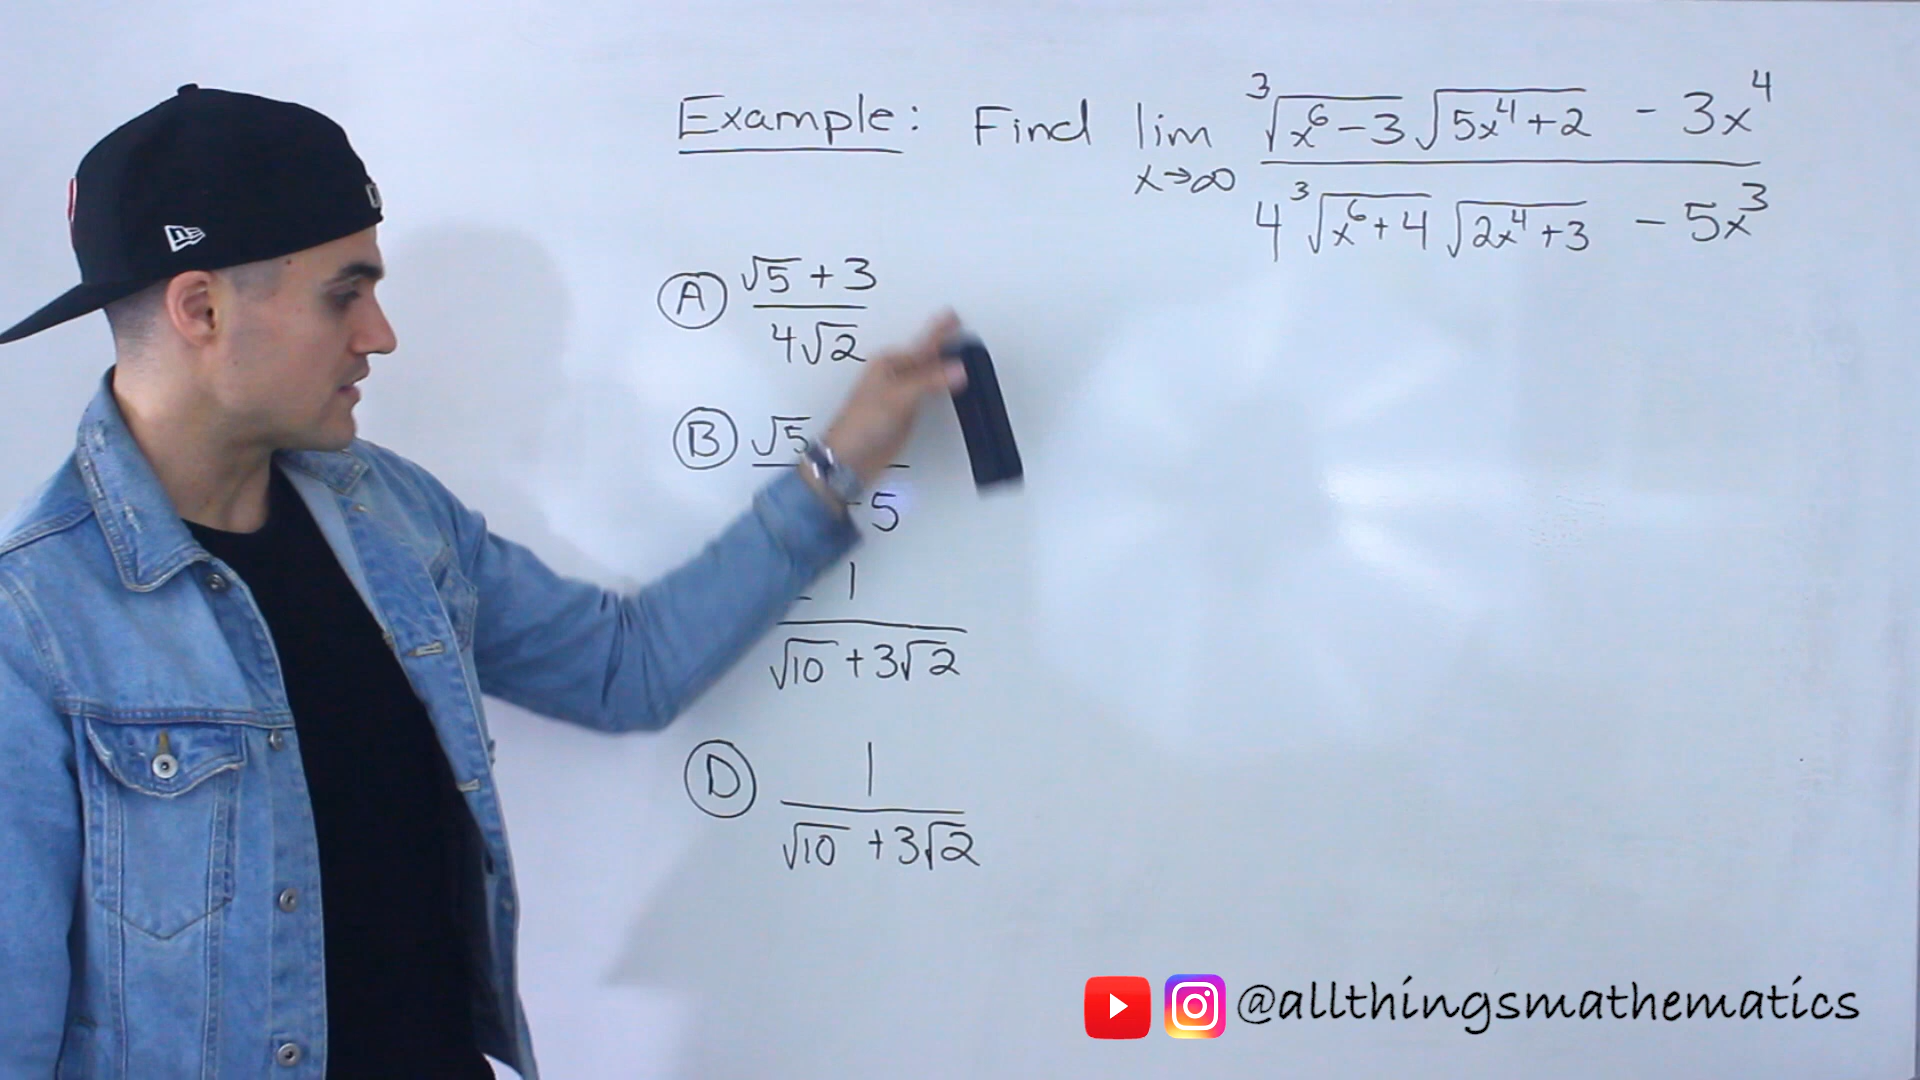 Example: Find lim x→∞ (∛(x⁶-3) √(5x⁴+2) - 3x⁴) / (4 ∛(x⁶+4) √(2x⁴+3) - 5x³)
A (√5 + 3) / (4√2)
B √5
- 5
- 1 / (√10 + 3√2)
D 1 / (√10 + 3√2)
@allthingsmathematics